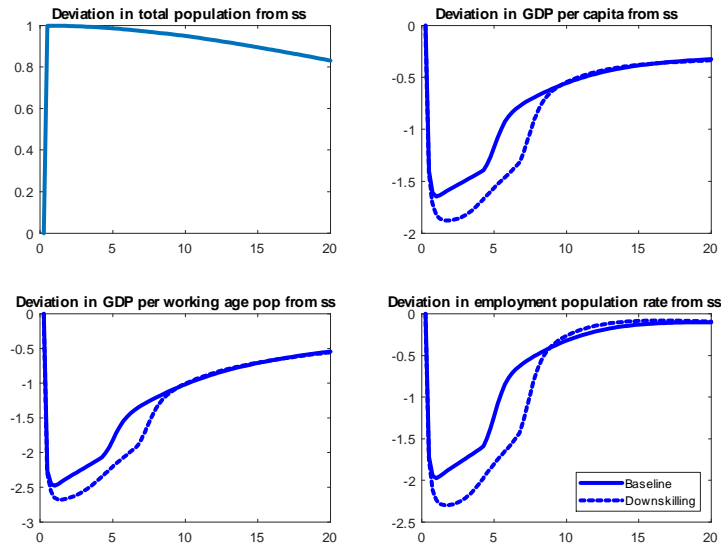 Deviation in total population from ss
1
0.8
0.6
0.4
0.2
0
0 5 10 15 20
Deviation in GDP per capita from ss
0
-0.5
-1
-1.5
-2
0 5 10 15 20
Deviation in GDP per working age pop from ss
0
-0.5
-1
-1.5
-2
-2.5
-3
0 5 10 15 20
Deviation in employment population rate from ss
0
-0.5
-1
-1.5
-2
-2.5
0 5 10 15 20
Baseline
Downskilling